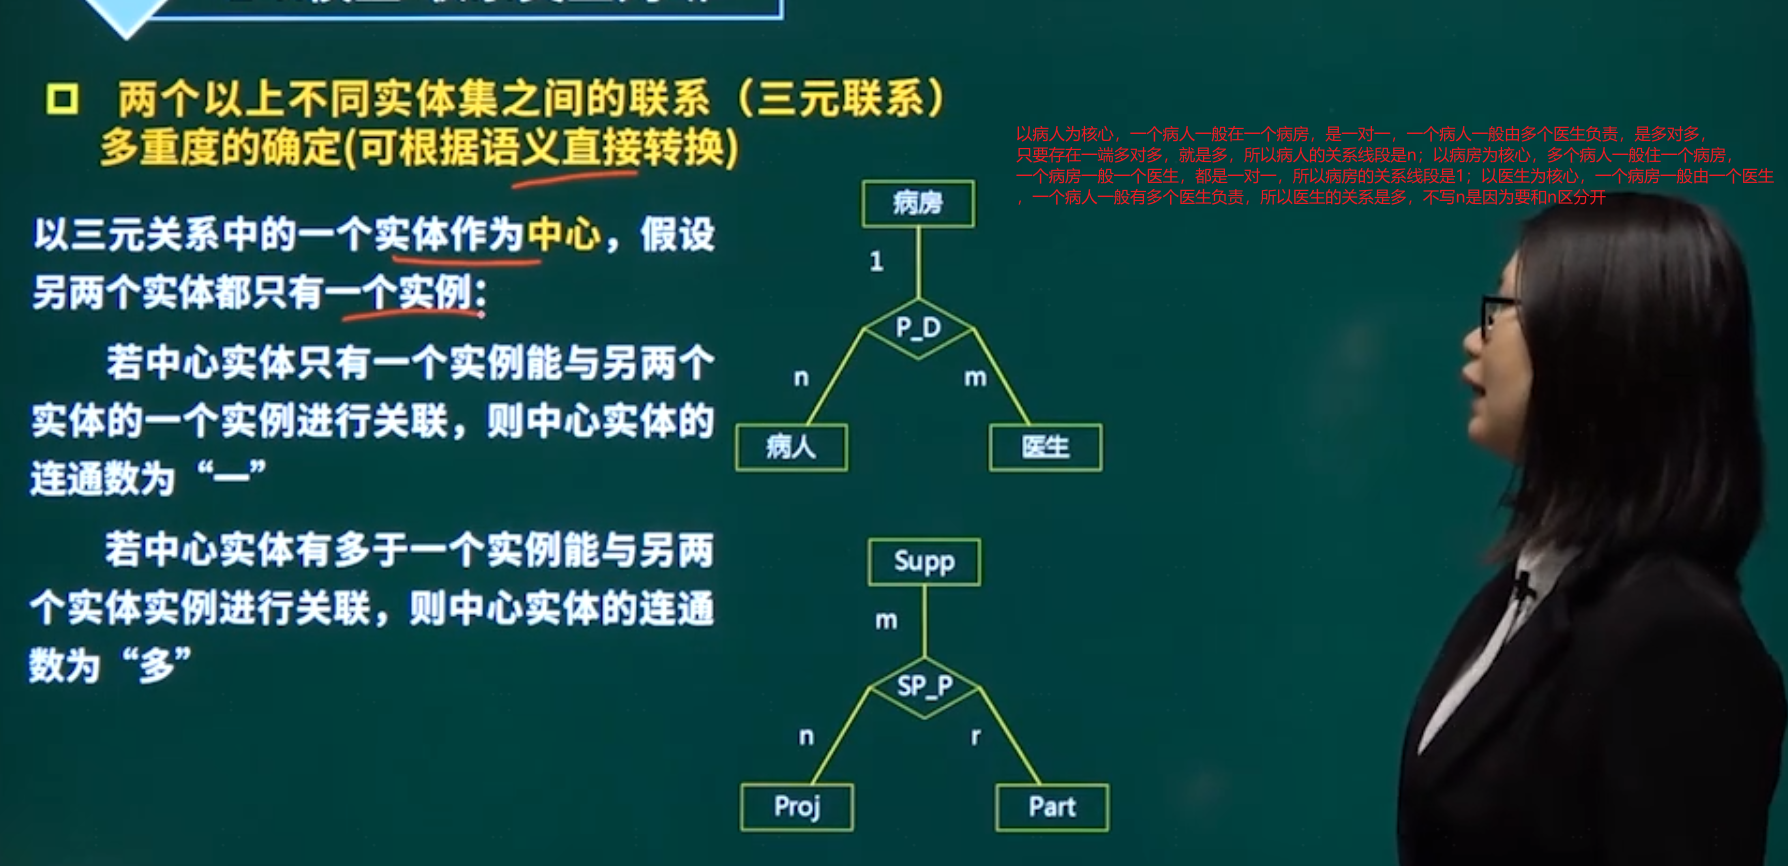 两个以上不同实体集之间的联系（三元联系）
多重度的确定(可根据语义直接转换)
以三元关系中的一个实体作为中心，假设
另两个实体都只有一个实例：
若中心实体只有一个实例能与另两个
实体的一个实例进行关联，则中心实体的
连通数为“一”
若中心实体有多于一个实例能与另两
个实体实例进行关联，则中心实体的连通
数为“多”
以病人为核心，一个病人一般在一个病房，是一对一，一个病人一般由多个医生负责，是多对多，
只要存在一端多对多，就是多，所以病人的关系线段是n；以病房为核心，多个病人一般住一个病房，
一个病房一般一个医生，都是一对一，所以病房的关系线段是1；以医生为核心，一个病房一般由一个医生
，一个病人一般有多个医生负责，所以医生的关系是多，不写n是因为要和n区分开
病房
1
P_D
n
m
病人
医生
Supp
m
SP_P
n
r
Proj
Part